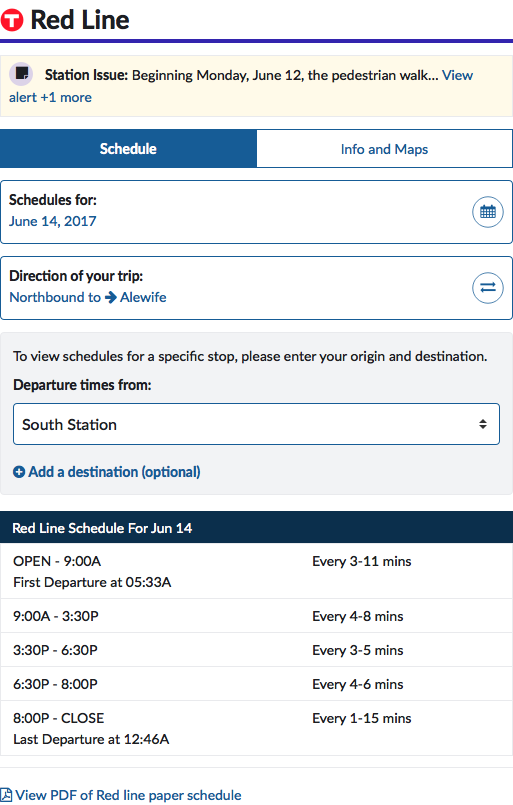 T Red Line
Station Issue: Beginning Monday, June 12, the pedestrian walk... View
alert +1 more
Schedule
Info and Maps
Schedules for:
June 14, 2017
Direction of your trip:
Northbound to → Alewife
To view schedules for a specific stop, please enter your origin and destination.
Departure times from:
South Station
Add a destination (optional)
Red Line Schedule For Jun 14
OPEN - 9:00A Every 3-11 mins
First Departure at 05:33A
9:00A - 3:30P Every 4-8 mins
3:30P - 6:30P Every 3-5 mins
6:30P - 8:00P Every 4-6 mins
8:00P - CLOSE Every 1-15 mins
Last Departure at 12:46A
View PDF of Red line paper schedule